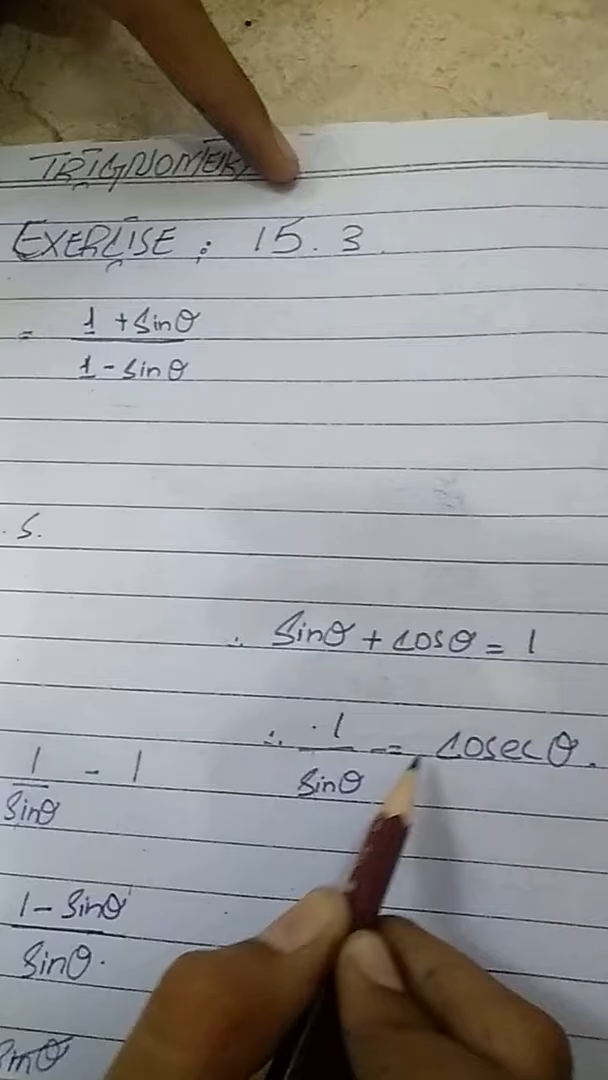 TRIGNOMETRY
EXERCISE : 15.3
= 1 + sinθ / 1 - sinθ
.S.
∴ sinθ + cosθ = 1
∴ 1 / sinθ = cosecθ.
1 / sinθ - 1
1 - sinθ / sinθ.
sinθ